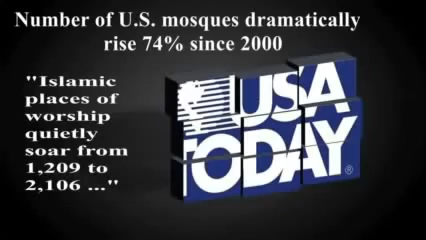 Number of U.S. mosques dramatically
rise 74% since 2000
"Islamic
places of
worship
quietly
soar from
1,209 to
2,106 ..."
USA
TODAY®